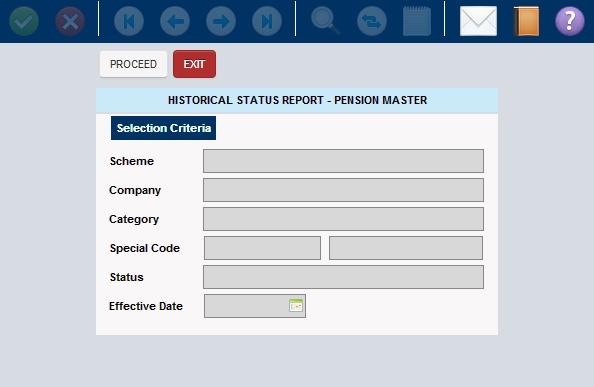 PROCEED EXIT
HISTORICAL STATUS REPORT - PENSION MASTER
Selection Criteria
Scheme
Company
Category
Special Code
Status
Effective Date